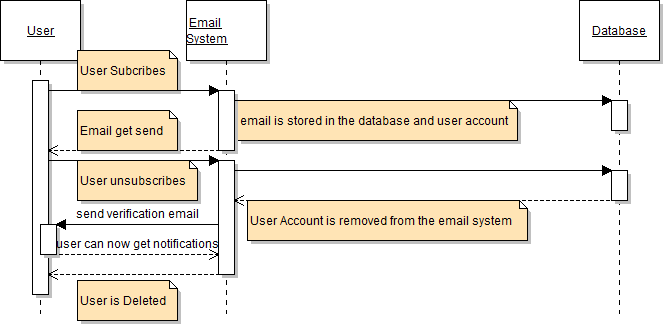 User
Email
System
Database
User Subcribes
email is stored in the database and user account
Email get send
User unsubscribes
send verification email
User Account is removed from the email system
user can now get notifications
User is Deleted